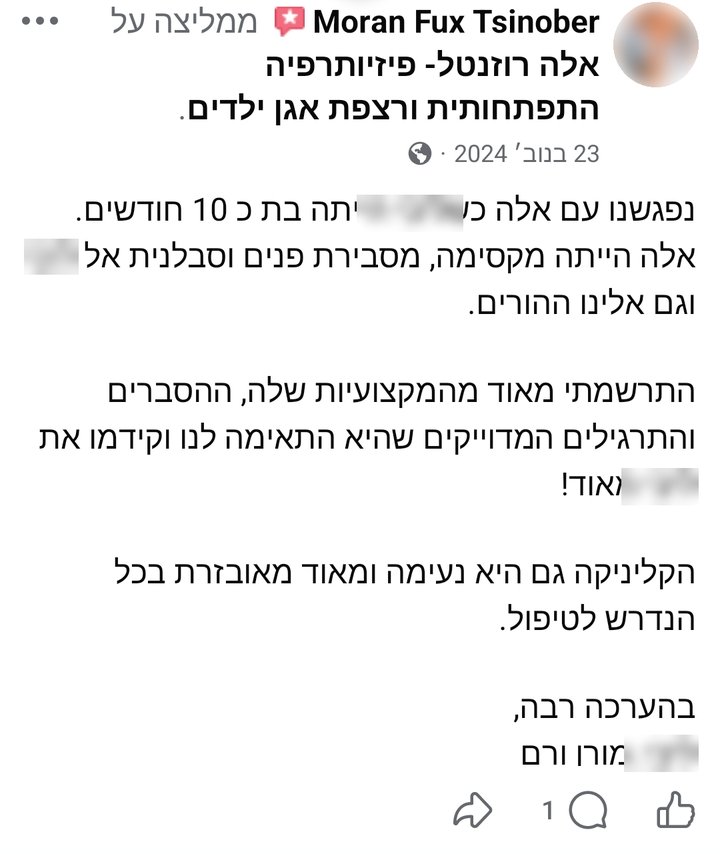 Moran Fux Tsinober ממליצה על
אלה רוזנטל- פיזיותרפיה
התפתחותית ורצפת אגן ילדים.
23 בנוב׳ 2024 ·
נפגשנו עם אלה יתה בת כ 10 חודשים.
אלה הייתה מקסימה, מסבירת פנים וסבלנית אל
וגם אלינו ההורים.
התרשמתי מאוד מהמקצועיות שלה, ההסברים
והתרגילים המדוייקים שהיא התאימה לנו וקידמו את
מאוד!
הקליניקה גם היא נעימה ומאוד מאובזרת בכל
הנדרש לטיפול.
בהערכה רבה,
מורן ורם
1